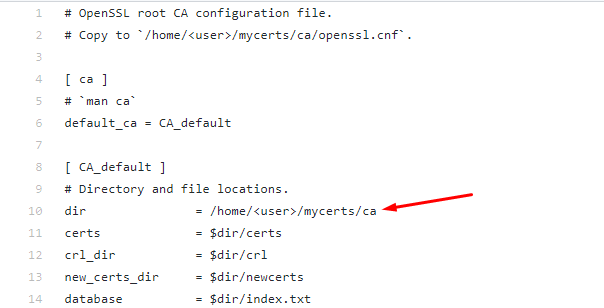 1 # OpenSSL root CA configuration file.
2 # Copy to `/home/<user>/mycerts/ca/openssl.cnf`.
3
4 [ ca ]
5 # `man ca`
6 default_ca = CA_default
7
8 [ CA_default ]
9 # Directory and file locations.
10 dir = /home/<user>/mycerts/ca
11 certs = $dir/certs
12 crl_dir = $dir/crl
13 new_certs_dir = $dir/newcerts
14 database = $dir/index.txt